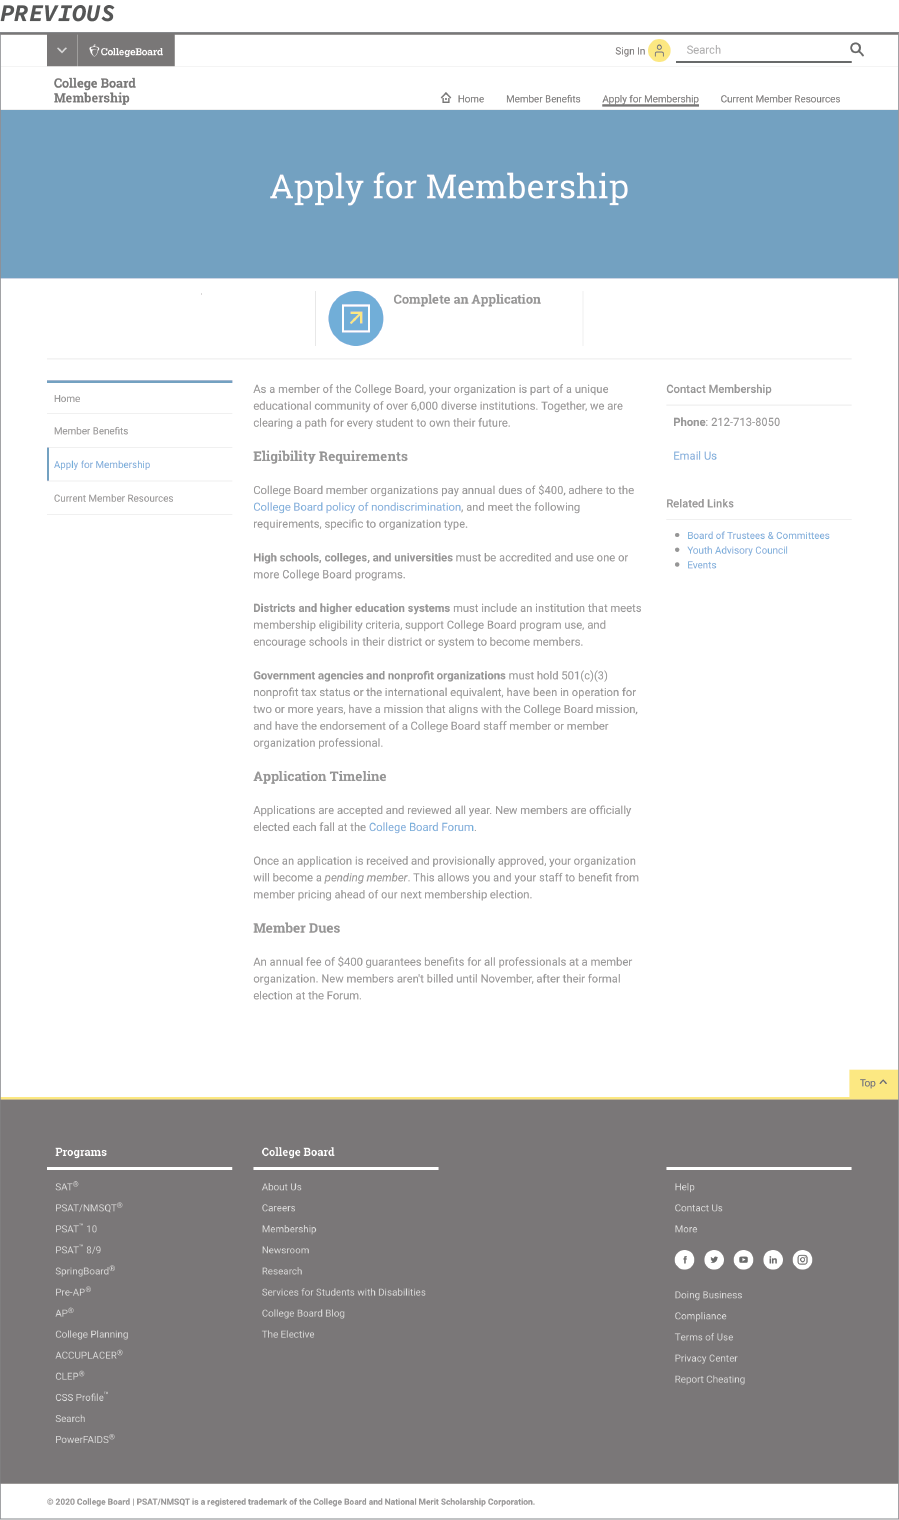 PREVIOUS
CollegeBoard
Sign In
Search
College Board
Membership
Home
Member Benefits
Apply for Membership
Current Member Resources
Apply for Membership
Complete an Application
Home
Member Benefits
Apply for Membership
Current Member Resources
As a member of the College Board, your organization is part of a unique
educational community of over 6,000 diverse institutions. Together, we are
clearing a path for every student to own their future.
Eligibility Requirements
College Board member organizations pay annual dues of $400, adhere to the
College Board policy of nondiscrimination, and meet the following
requirements, specific to organization type.
High schools, colleges, and universities must be accredited and use one or
more College Board programs.
Districts and higher education systems must include an institution that meets
membership eligibility criteria, support College Board program use, and
encourage schools in their district or system to become members.
Government agencies and nonprofit organizations must hold 501(c)(3)
nonprofit tax status or the international equivalent, have been in operation for
two or more years, have a mission that aligns with the College Board mission,
and have the endorsement of a College Board staff member or member
organization professional.
Application Timeline
Applications are accepted and reviewed all year. New members are officially
elected each fall at the College Board Forum.
Once an application is received and provisionally approved, your organization
will become a pending member. This allows you and your staff to benefit from
member pricing ahead of our next membership election.
Member Dues
An annual fee of $400 guarantees benefits for all professionals at a member
organization. New members aren't billed until November, after their formal
election at the Forum.
Contact Membership
Phone: 212-713-8050
Email Us
Related Links
Board of Trustees & Committees
Youth Advisory Council
Events
Top
Programs
SAT®
PSAT/NMSQT®
PSAT™ 10
PSAT™ 8/9
SpringBoard®
Pre-AP®
AP®
College Planning
ACCUPLACER®
CLEP®
CSS Profile™
Search
PowerFAIDS®
College Board
About Us
Careers
Membership
Newsroom
Research
Services for Students with Disabilities
College Board Blog
The Elective
Help
Contact Us
More
Doing Business
Compliance
Terms of Use
Privacy Center
Report Cheating
© 2020 College Board | PSAT/NMSQT is a registered trademark of the College Board and National Merit Scholarship Corporation.